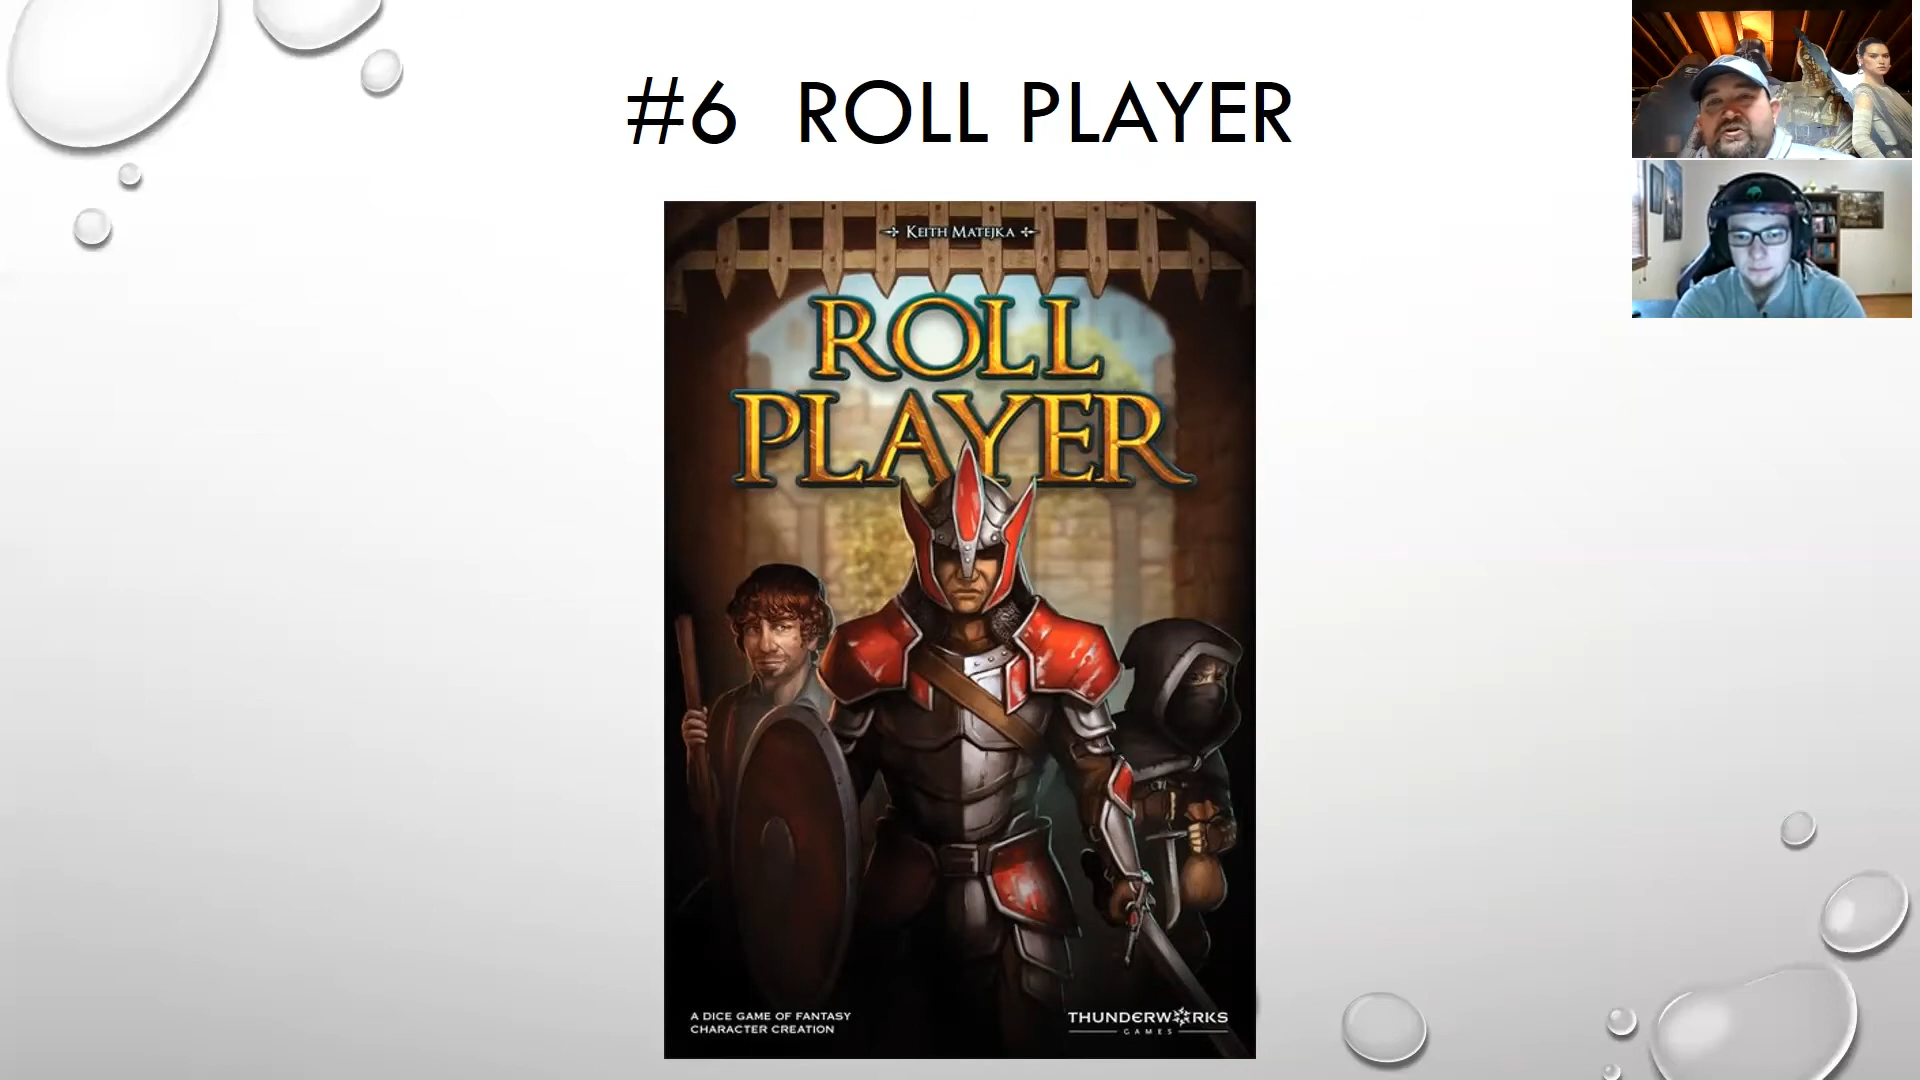 #6 ROLL PLAYER
KEITH MATEJKA
ROLL
PLAYER
A DICE GAME OF FANTASY
CHARACTER CREATION
THUNDERWORKS
GAMES